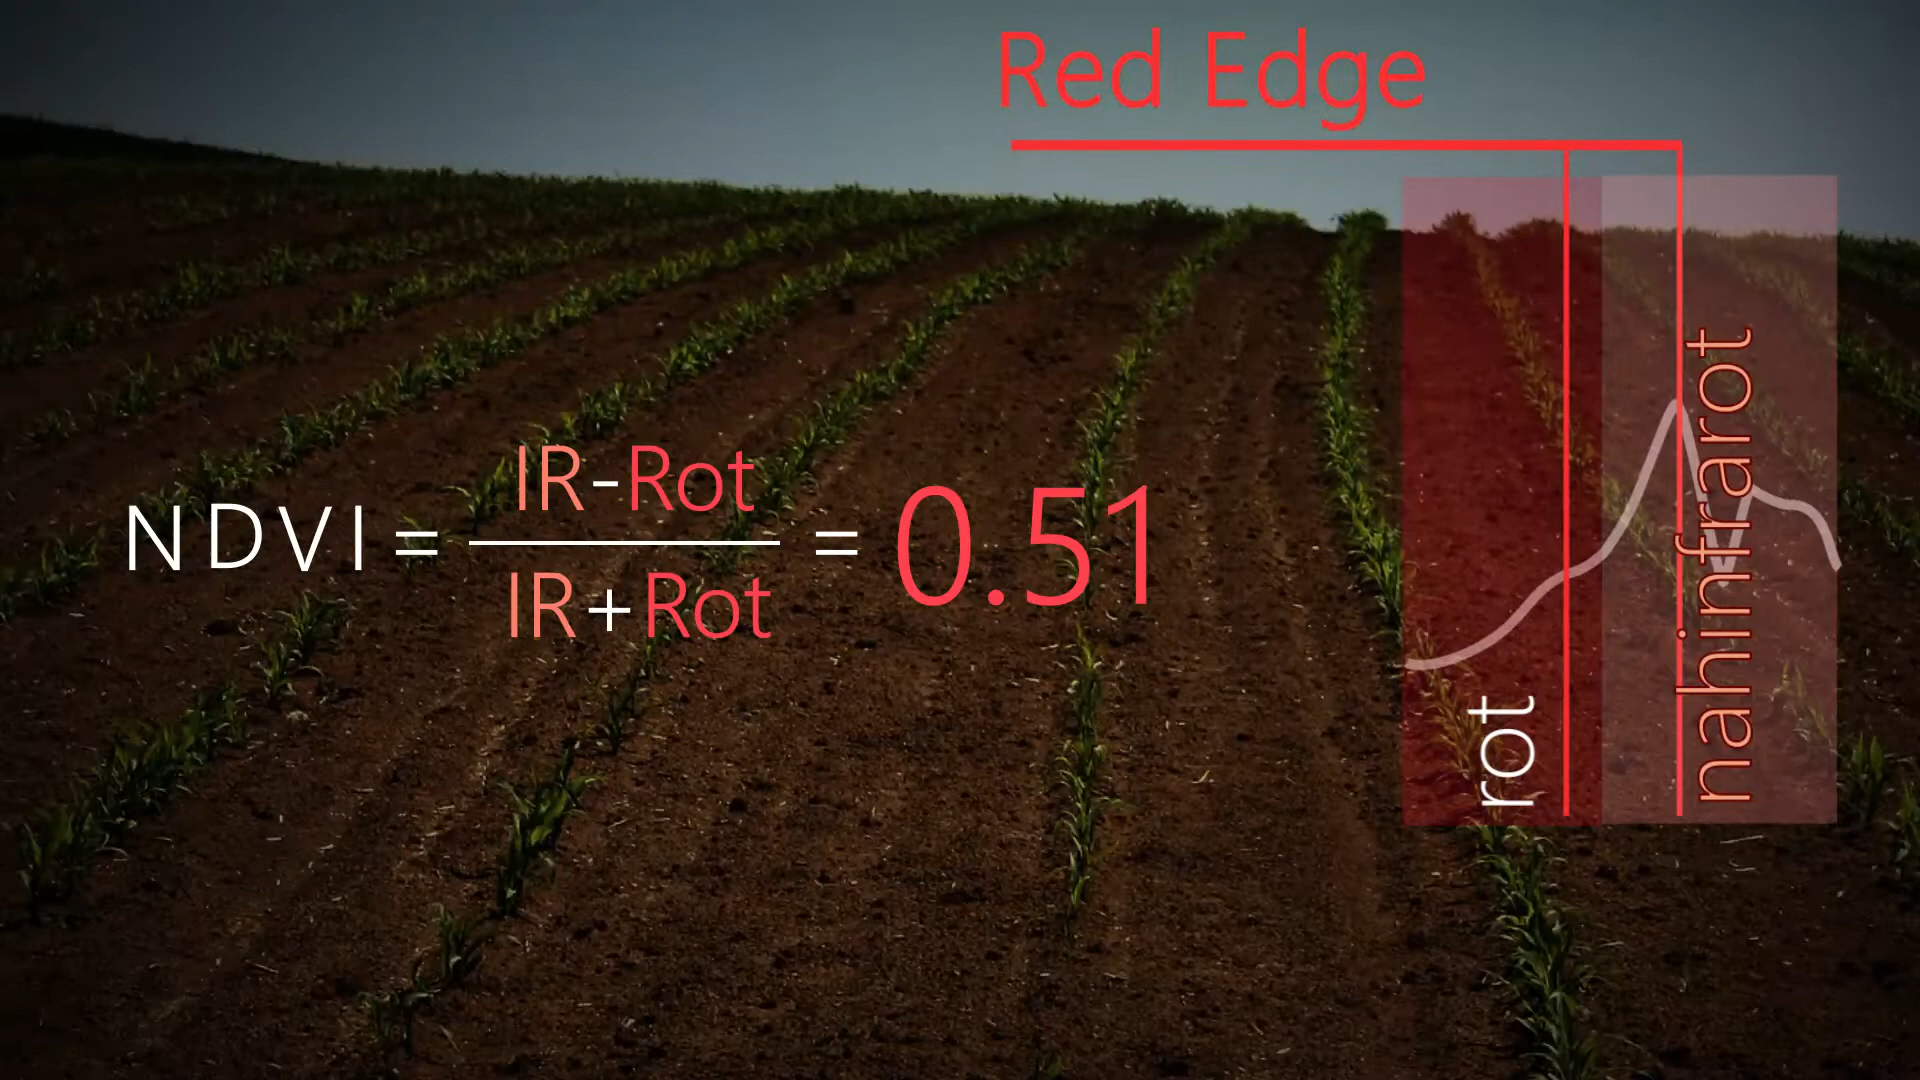 Red Edge
IR-Rot
NDVI = = 0.51
IR+Rot
rot
nahinfrarot